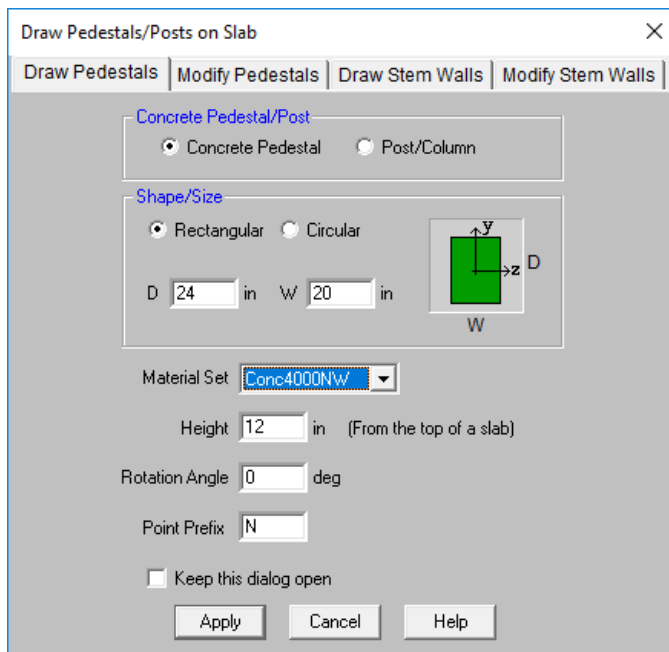 Draw Pedestals/Posts on Slab
Draw Pedestals Modify Pedestals Draw Stem Walls Modify Stem Walls
Concrete Pedestal/Post
Concrete Pedestal Post/Column
Shape/Size
Rectangular Circular
y
z D
D 24 in W 20 in
W
Material Set Conc4000NW
Height 12 in (From the top of a slab)
Rotation Angle 0 deg
Point Prefix N
Keep this dialog open
Apply Cancel Help